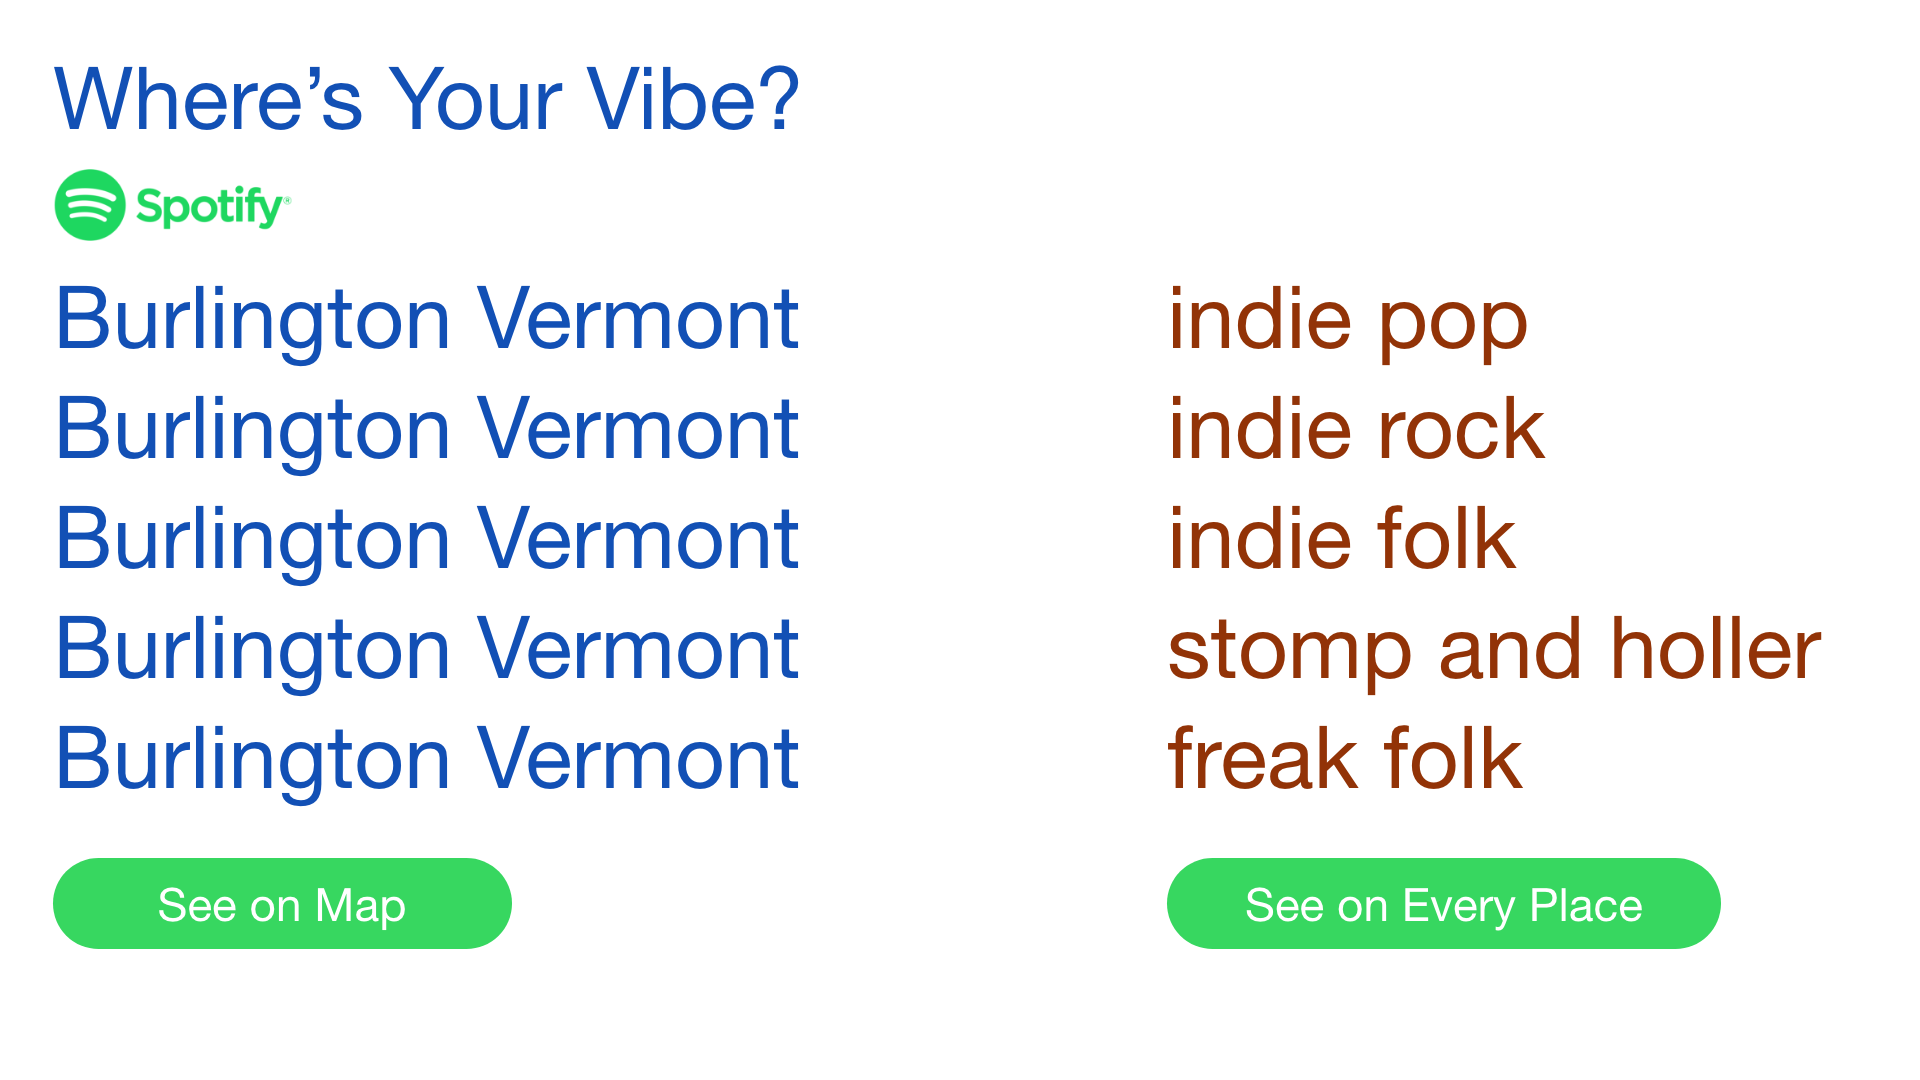 Where’s Your Vibe?
Spotify®
Burlington Vermont indie pop
Burlington Vermont indie rock
Burlington Vermont indie folk
Burlington Vermont stomp and holler
Burlington Vermont freak folk
See on Map See on Every Place